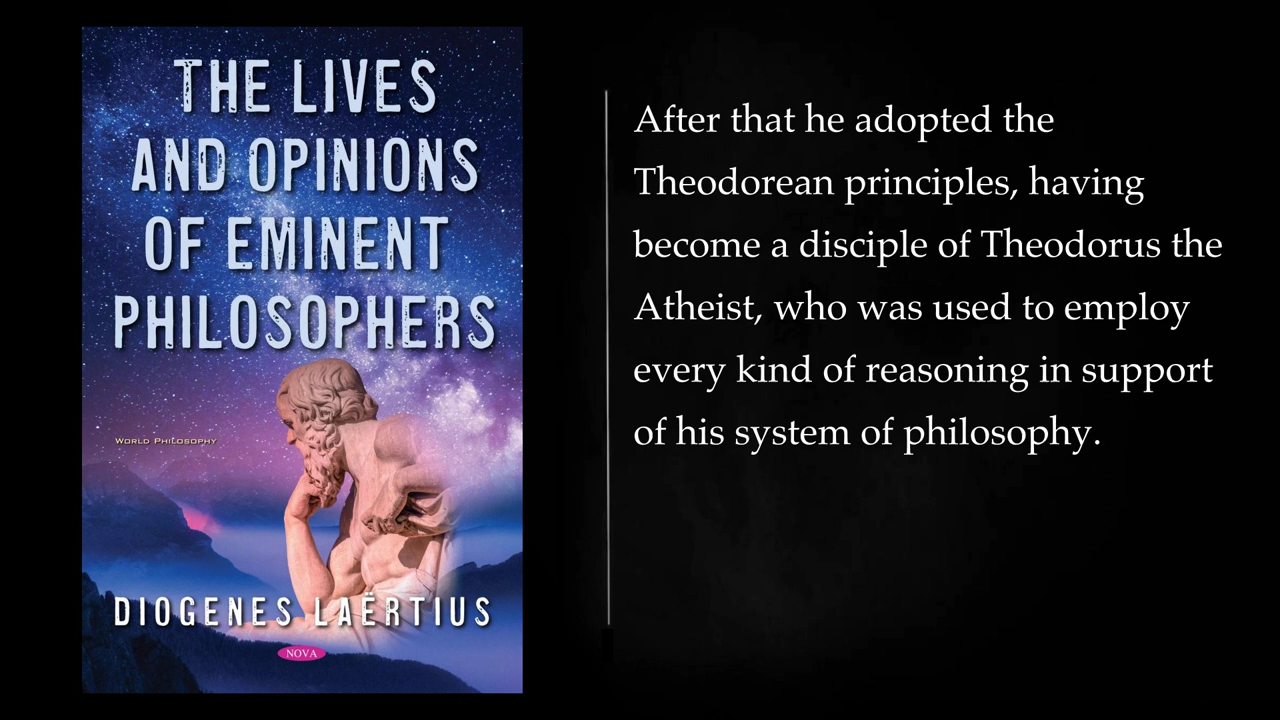 THE LIVES
AND OPINIONS
OF EMINENT
PHILOSOPHERS
WORLD PHILOSOPHY
DIOGENES LAËRTIUS
NOVA
After that he adopted the
Theodorean principles, having
become a disciple of Theodorus the
Atheist, who was used to employ
every kind of reasoning in support
of his system of philosophy.